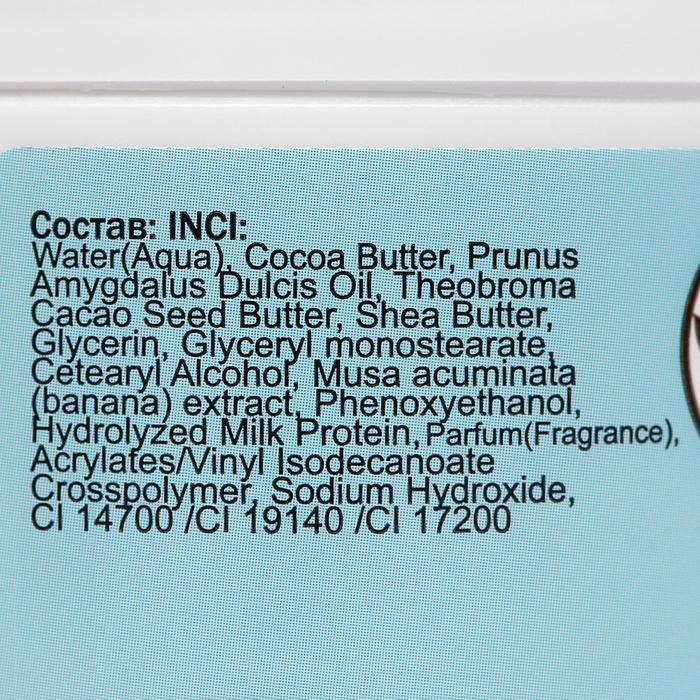 Состав: INCI:
Water(Aqua), Cocoa Butter, Prunus
Amygdalus Dulcis Oil, Theobroma
Cacao Seed Butter, Shea Butter,
Glycerin, Glyceryl monostearate,
Cetearyl Alcohol, Musa acuminata
(banana) extract, Phenoxyethanol,
Hydrolyzed Milk Protein, Parfum(Fragrance),
Acrylates/Vinyl Isodecanoate
Crosspolymer, Sodium Hydroxide,
CI 14700 /CI 19140 /CI 17200